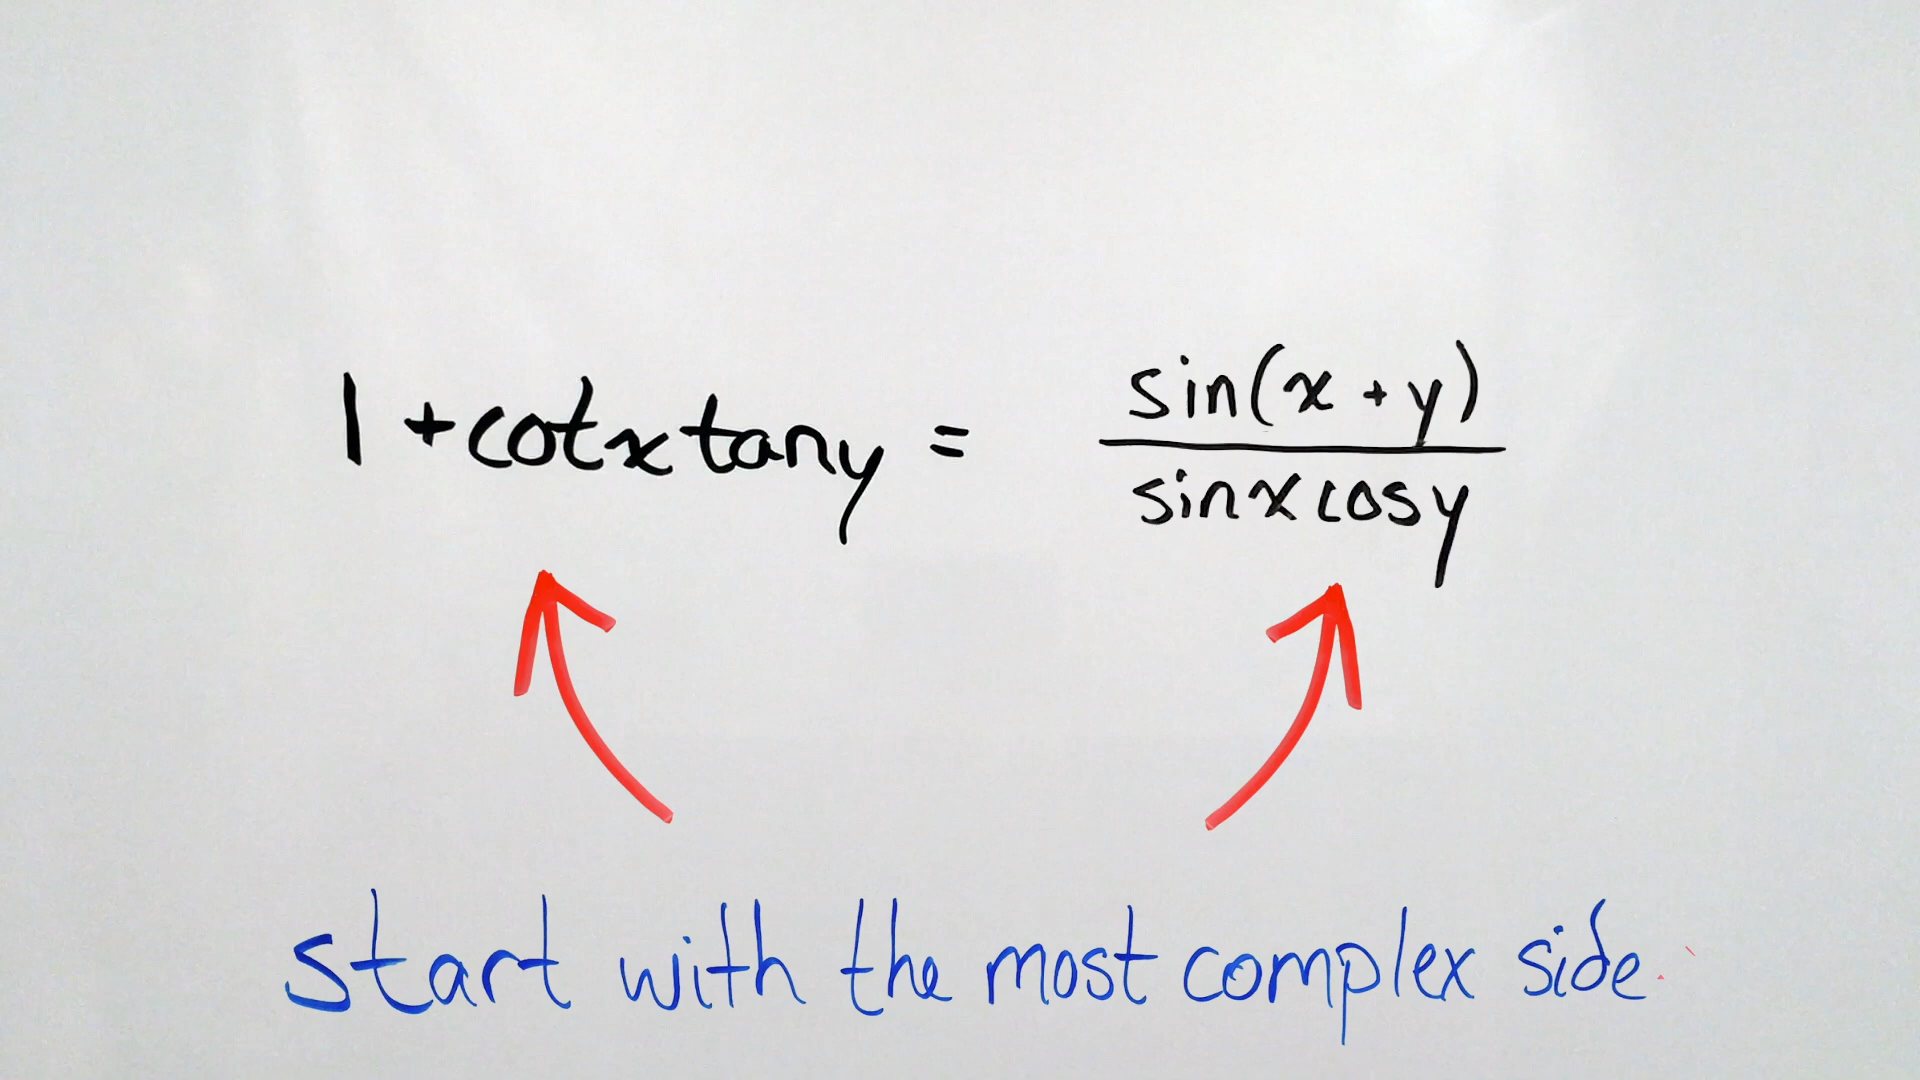 1 + cotx tany = sin(x + y)
sinx cosy
start with the most complex side.